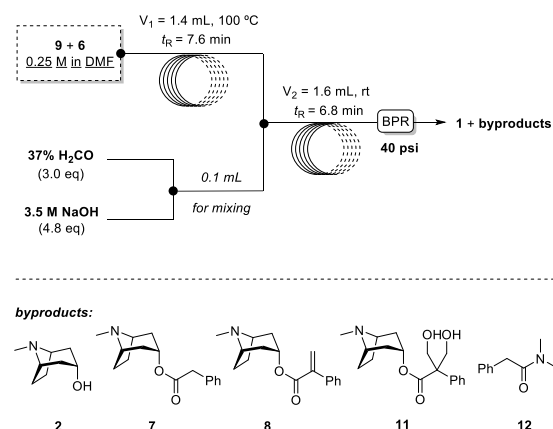 V1 = 1.4 mL, 100 ºC
tR = 7.6 min
9 + 6
0.25 M in DMF
V2 = 1.6 mL, rt
tR = 6.8 min
BPR
1 + byproducts
40 psi
37% H2CO
(3.0 eq)
0.1 mL
for mixing
3.5 M NaOH
(4.8 eq)
byproducts:
N
OH
N
O
O
Ph
N
O
O
Ph
N
OHOH
O
O
Ph
Ph
N
O
2
7
8
11
12